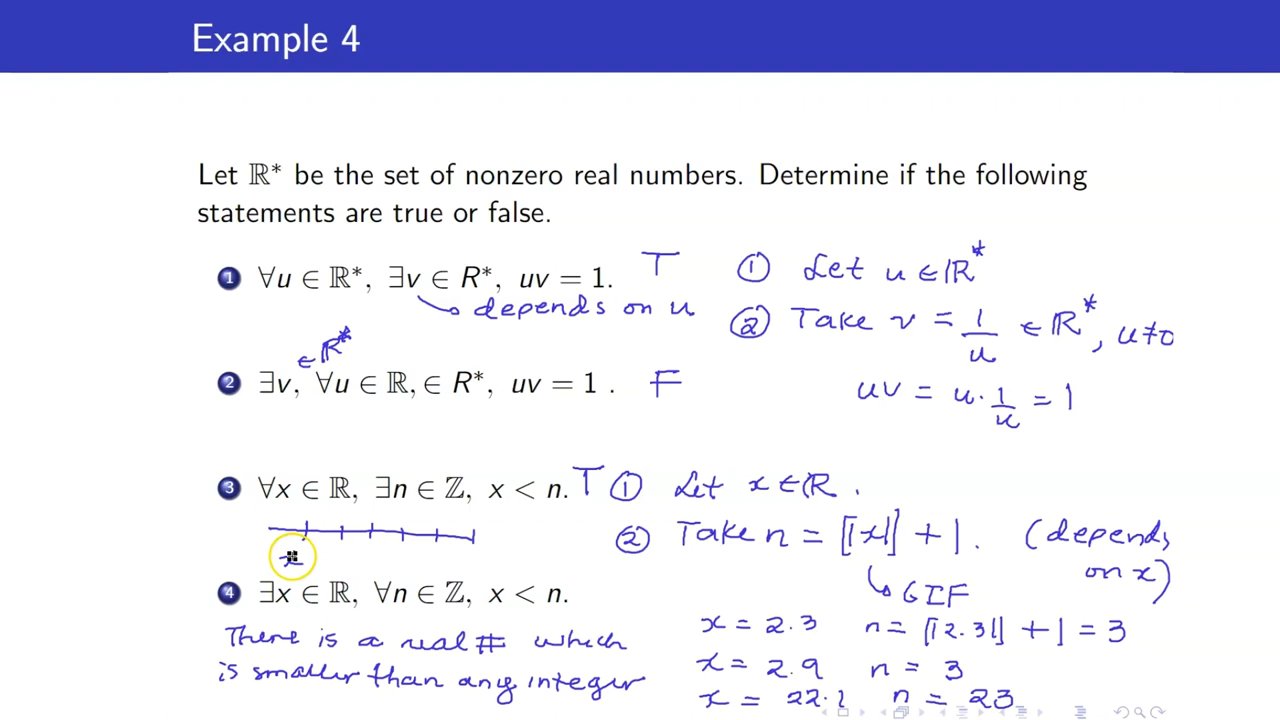 Example 4
Let ℝ* be the set of nonzero real numbers. Determine if the following
statements are true or false.
1 ∀u ∈ ℝ*, ∃v ∈ R*, uv = 1. T
depends on u
∈ ℝ*
2 ∃v, ∀u ∈ ℝ, ∈ R*, uv = 1 . F
① Let u ∈ ℝ*
② Take v = 1/u ∈ ℝ*, u ≠ 0
uv = u · 1/u = 1
3 ∀x ∈ ℝ, ∃n ∈ ℤ, x < n. T
① Let x ∈ ℝ.
② Take n = [|x|] + 1. (depends
on x)
GIF
x
4 ∃x ∈ ℝ, ∀n ∈ ℤ, x < n.
There is a real # which
is smaller than any integer
x = 2.3 n = [|2.3|] + 1 = 3
x = 2.9 n = 3
x = 22.1 n = 23